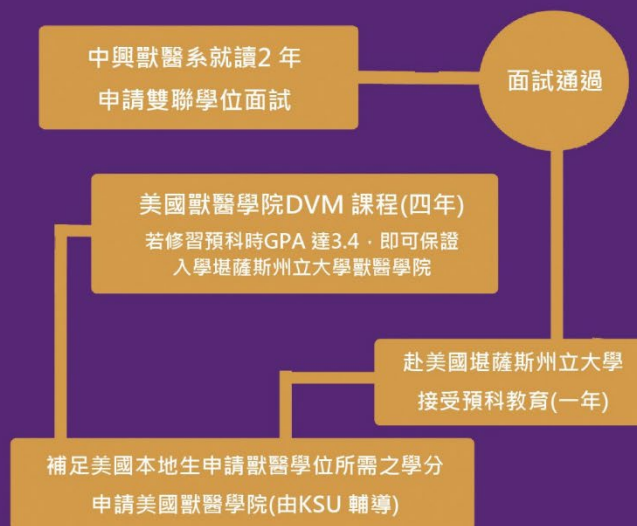 中興獸醫系就讀2 年
申請雙聯學位面試
面試通過
美國獸醫學院DVM 課程(四年)
若修習預科時GPA 達3.4，即可保證
入學堪薩斯州立大學獸醫學院
赴美國堪薩斯州立大學
接受預科教育(一年)
補足美國本地生申請獸醫學位所需之學分
申請美國獸醫學院(由KSU 輔導)